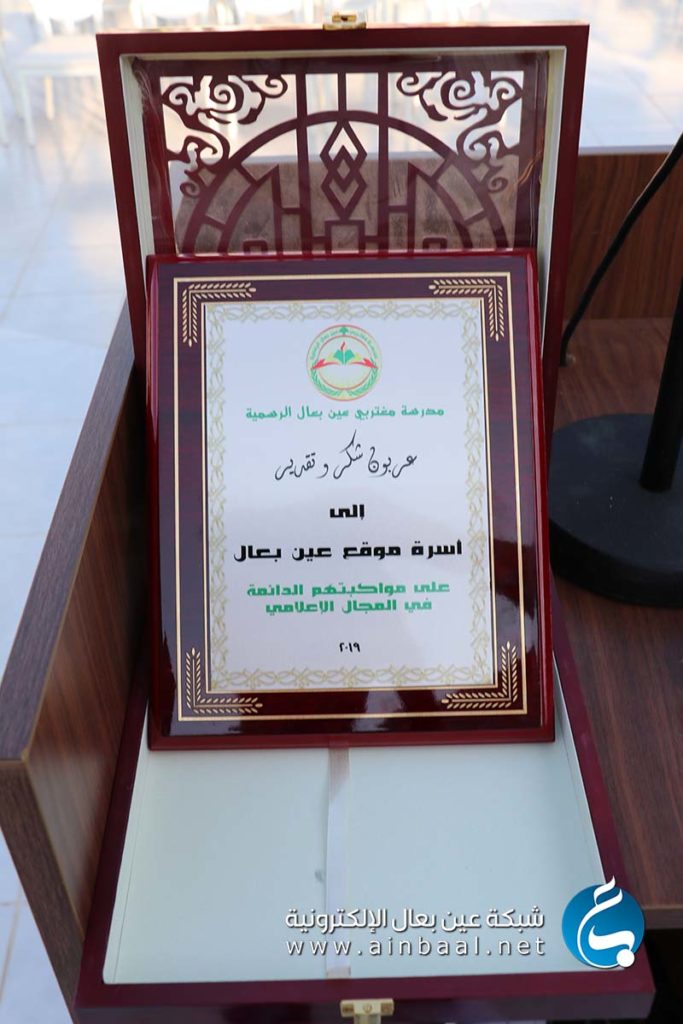 مدرسة مغتربي عين بعال الرسمية
عربون شكر و تقدير
إلى
أسرة موقع عين بعال
على مواكبتهم الدائمة
في المجال الإعلامي
٢٠١٩
شبكة عين بعال الإلكترونية
www.ainbaal.net